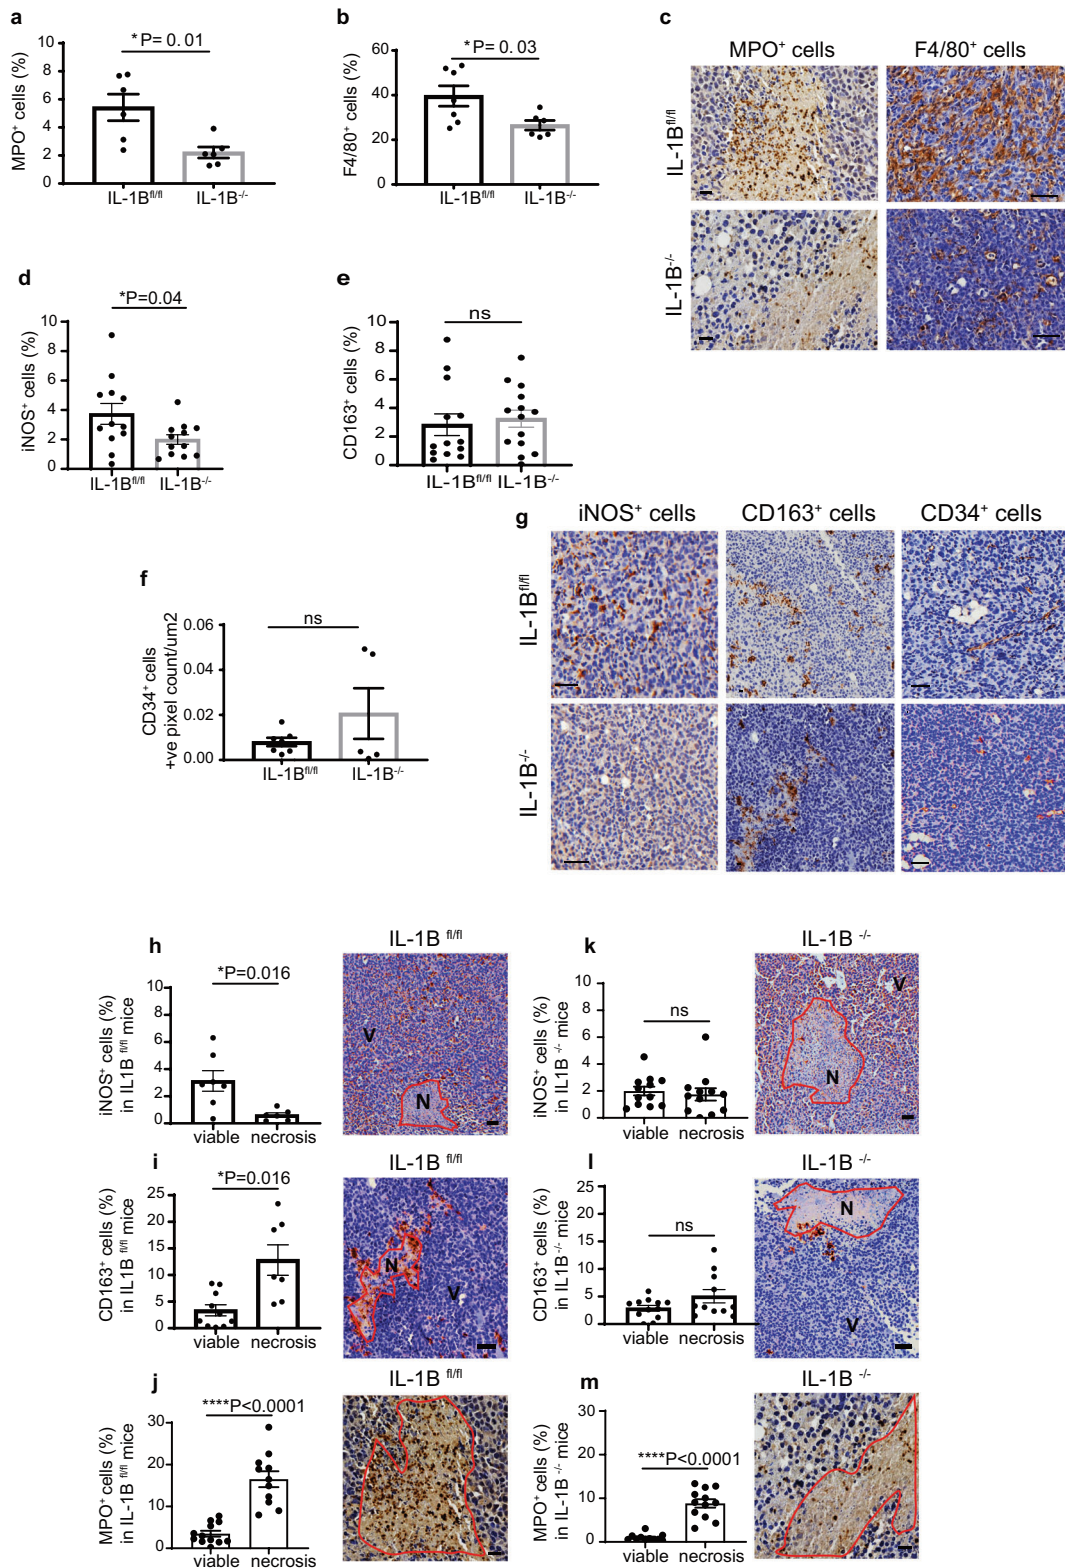 a
*P= 0.01
MPO⁺ cells (%)
10
8
6
4
2
0
IL-1Bᶠˡ/ᶠˡ
IL-1B⁻/⁻
b
*P= 0.03
F4/80⁺ cells (%)
60
40
20
0
IL-1Bᶠˡ/ᶠˡ
IL-1B⁻/⁻
c
MPO⁺ cells
F4/80⁺ cells
IL-1Bᶠˡ/ᶠˡ
IL-1B⁻/⁻
d
*P=0.04
iNOS⁺ cells (%)
10
8
6
4
2
0
IL-1Bᶠˡ/ᶠˡ
IL-1B⁻/⁻
e
ns
CD163⁺ cells (%)
10
8
6
4
2
0
IL-1Bᶠˡ/ᶠˡ
IL-1B⁻/⁻
f
ns
CD34⁺ cells
+ve pixel count/um2
0.06
0.04
0.02
0.00
IL-1Bᶠˡ/ᶠˡ
IL-1B⁻/⁻
g
iNOS⁺ cells
CD163⁺ cells
CD34⁺ cells
IL-1Bᶠˡ/ᶠˡ
IL-1B⁻/⁻
h
*P=0.016
iNOS⁺ cells (%)
in IL1B ᶠˡ/ᶠˡ mice
10
8
6
4
2
0
viable
necrosis
IL-1B ᶠˡ/ᶠˡ
V
N
k
ns
iNOS⁺ cells (%)
in IL-1B⁻/⁻ mice
10
8
6
4
2
0
viable
necrosis
IL-1B ⁻/⁻
V
N
i
*P=0.016
CD163⁺ cells (%)
in IL1B ᶠˡ/ᶠˡ mice
25
20
15
10
5
0
viable
necrosis
IL-1B ᶠˡ/ᶠˡ
N
V
l
ns
CD163⁺ cells (%)
in IL1B⁻/⁻ mice
25
20
15
10
5
0
viable
necrosis
IL-1B ⁻/⁻
N
V
j
****P<0.0001
MPO⁺ cells (%)
in IL-1B ᶠˡ/ᶠˡ mice
30
20
10
0
viable
necrosis
IL-1B ᶠˡ/ᶠˡ
m
****P<0.0001
MPO⁺ cells (%)
in IL-1B ⁻/⁻ mice
30
20
10
0
viable
necrosis
IL-1B ⁻/⁻